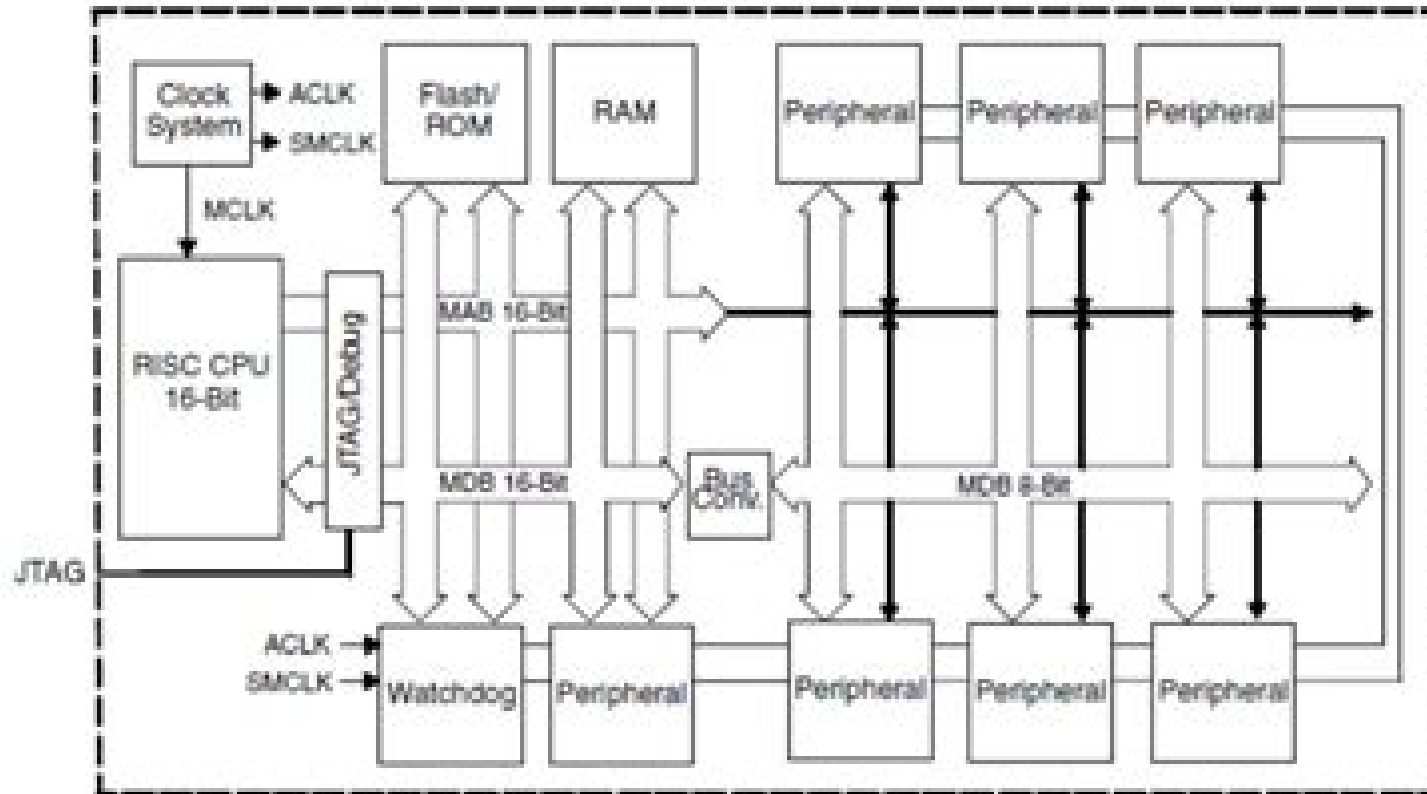 Clock
System
ACLK
SMCLK
MCLK
Flash/
ROM
RAM
Peripheral
Peripheral
Peripheral
RISC CPU
16-Bit
JTAG/Debug
MAB 16-Bit
MDB 16-Bit
Bus
Conv.
MDB 8-Bit
JTAG
ACLK
SMCLK
Watchdog
Peripheral
Peripheral
Peripheral
Peripheral